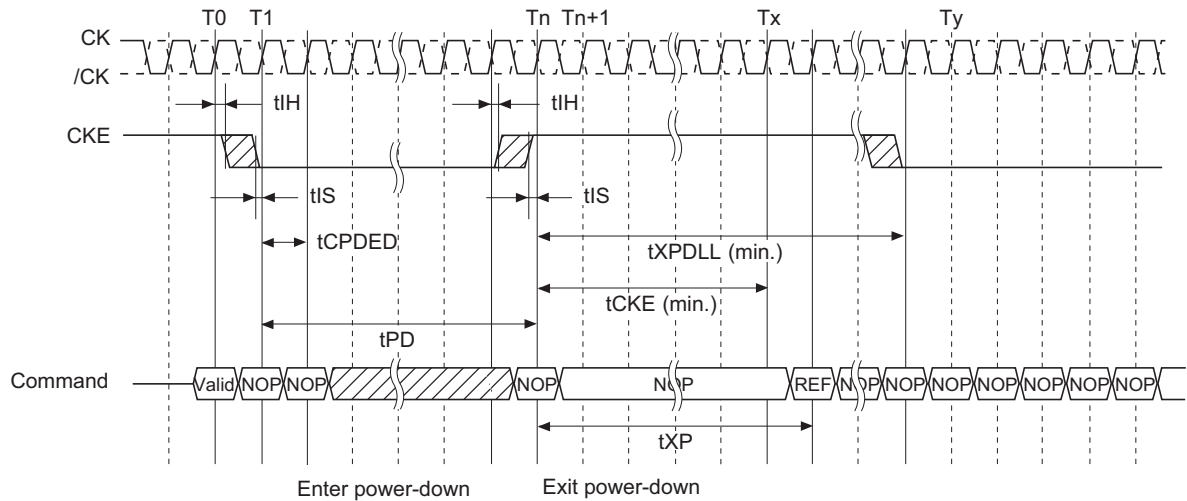 T0 T1 Tn Tn+1 Tx Ty
CK
/CK
tIH tIH
CKE
tIS tIS
tCPDED
tXPDLL (min.)
tCKE (min.)
tPD
Command Valid NOP NOP NOP NOP REF NOP NOP NOP NOP NOP NOP NOP
tXP
Enter power-down Exit power-down